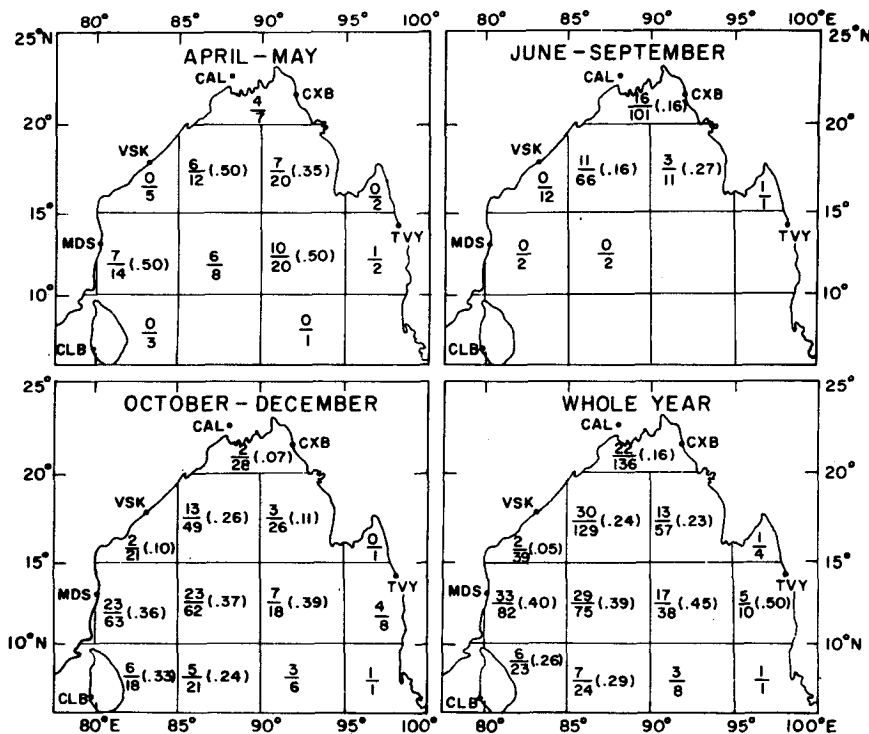 80° 85° 90° 95° 100°
80° 85° 90° 95° 100°E
25°N
APRIL-MAY
CAL
CXB
4/7
20°
VSK
6/12 (.50)
7/20 (.35)
0/5
0/2
15°
TVY
MDS
7/14 (.50)
6/8
10/20 (.50)
1/2
10°
0/3
0/1
CLB
25°N
JUNE-SEPTEMBER
CAL
CXB
16/101 (.16)
20°
VSK
11/66 (.16)
3/11 (.27)
0/12
1/1
15°
TVY
MDS
0/2
0/2
10°
CLB
25°
OCTOBER-DECEMBER
CAL
CXB
2/28 (.07)
20°
VSK
13/49 (.26)
3/26 (.11)
2/21 (.10)
0/1
15°
TVY
MDS
23/63 (.36)
23/62 (.37)
7/18 (.39)
4/8
10°N
6/18 (.33)
5/21 (.24)
3/6
1/1
CLB
80° 85° 90° 95° 100°E
25°
WHOLE YEAR
CAL
CXB
22/136 (.16)
20°
VSK
30/129 (.24)
13/57 (.23)
2/39 (.05)
1/4
15°
TVY
MDS
33/82 (.40)
29/75 (.39)
17/38 (.45)
5/10 (.50)
10°N
6/23 (.26)
7/24 (.29)
3/8
1/1
CLB
80° 85° 90° 95° 100°E